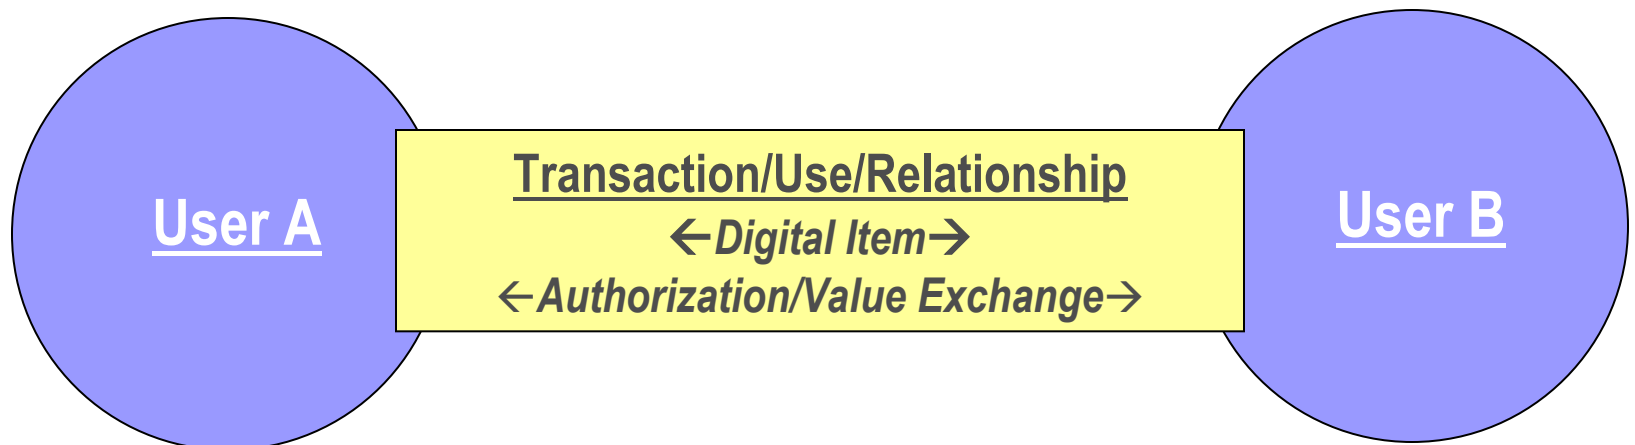 User A
Transaction/Use/Relationship
←Digital Item→
←Authorization/Value Exchange→
User B